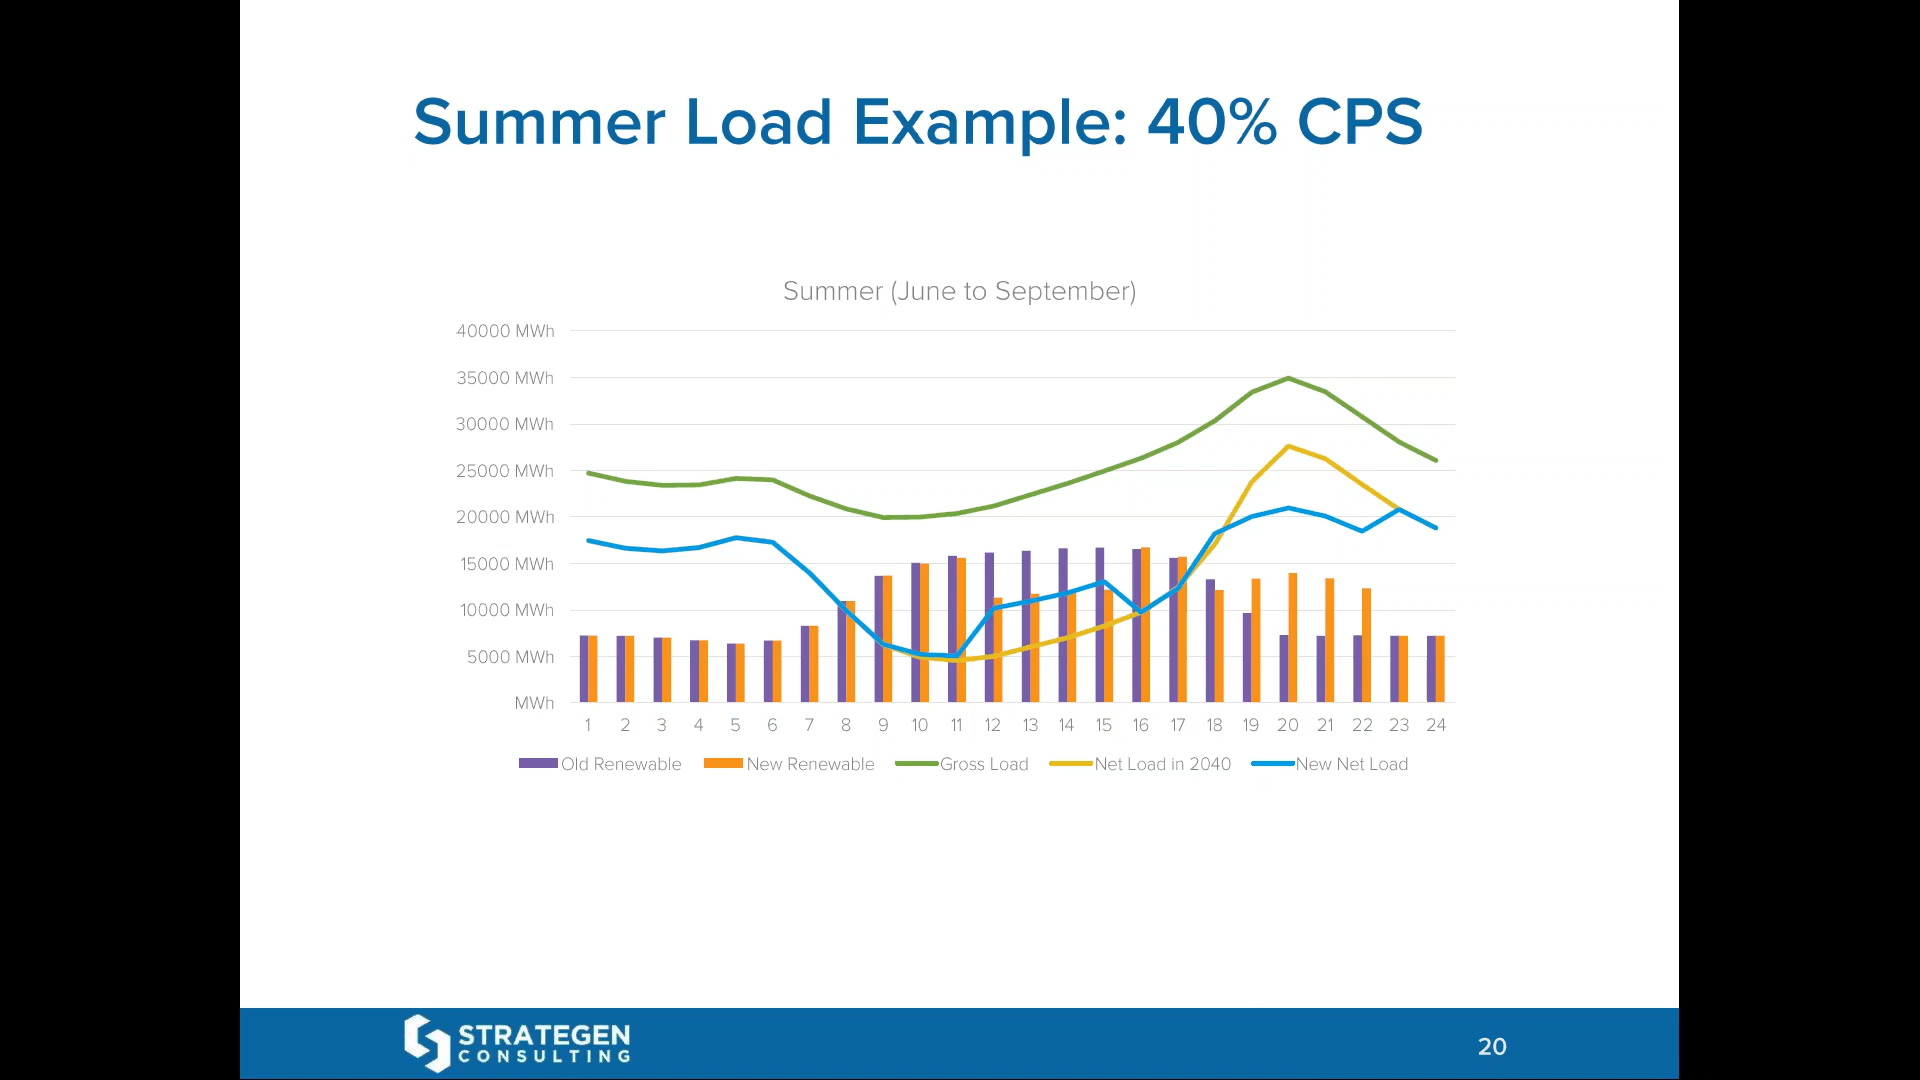 Summer Load Example: 40% CPS
Summer (June to September)
40000 MWh
35000 MWh
30000 MWh
25000 MWh
20000 MWh
15000 MWh
10000 MWh
5000 MWh
MWh
1 2 3 4 5 6 7 8 9 10 11 12 13 14 15 16 17 18 19 20 21 22 23 24
Old Renewable New Renewable Gross Load Net Load in 2040 New Net Load
STRATEGEN
CONSULTING
20